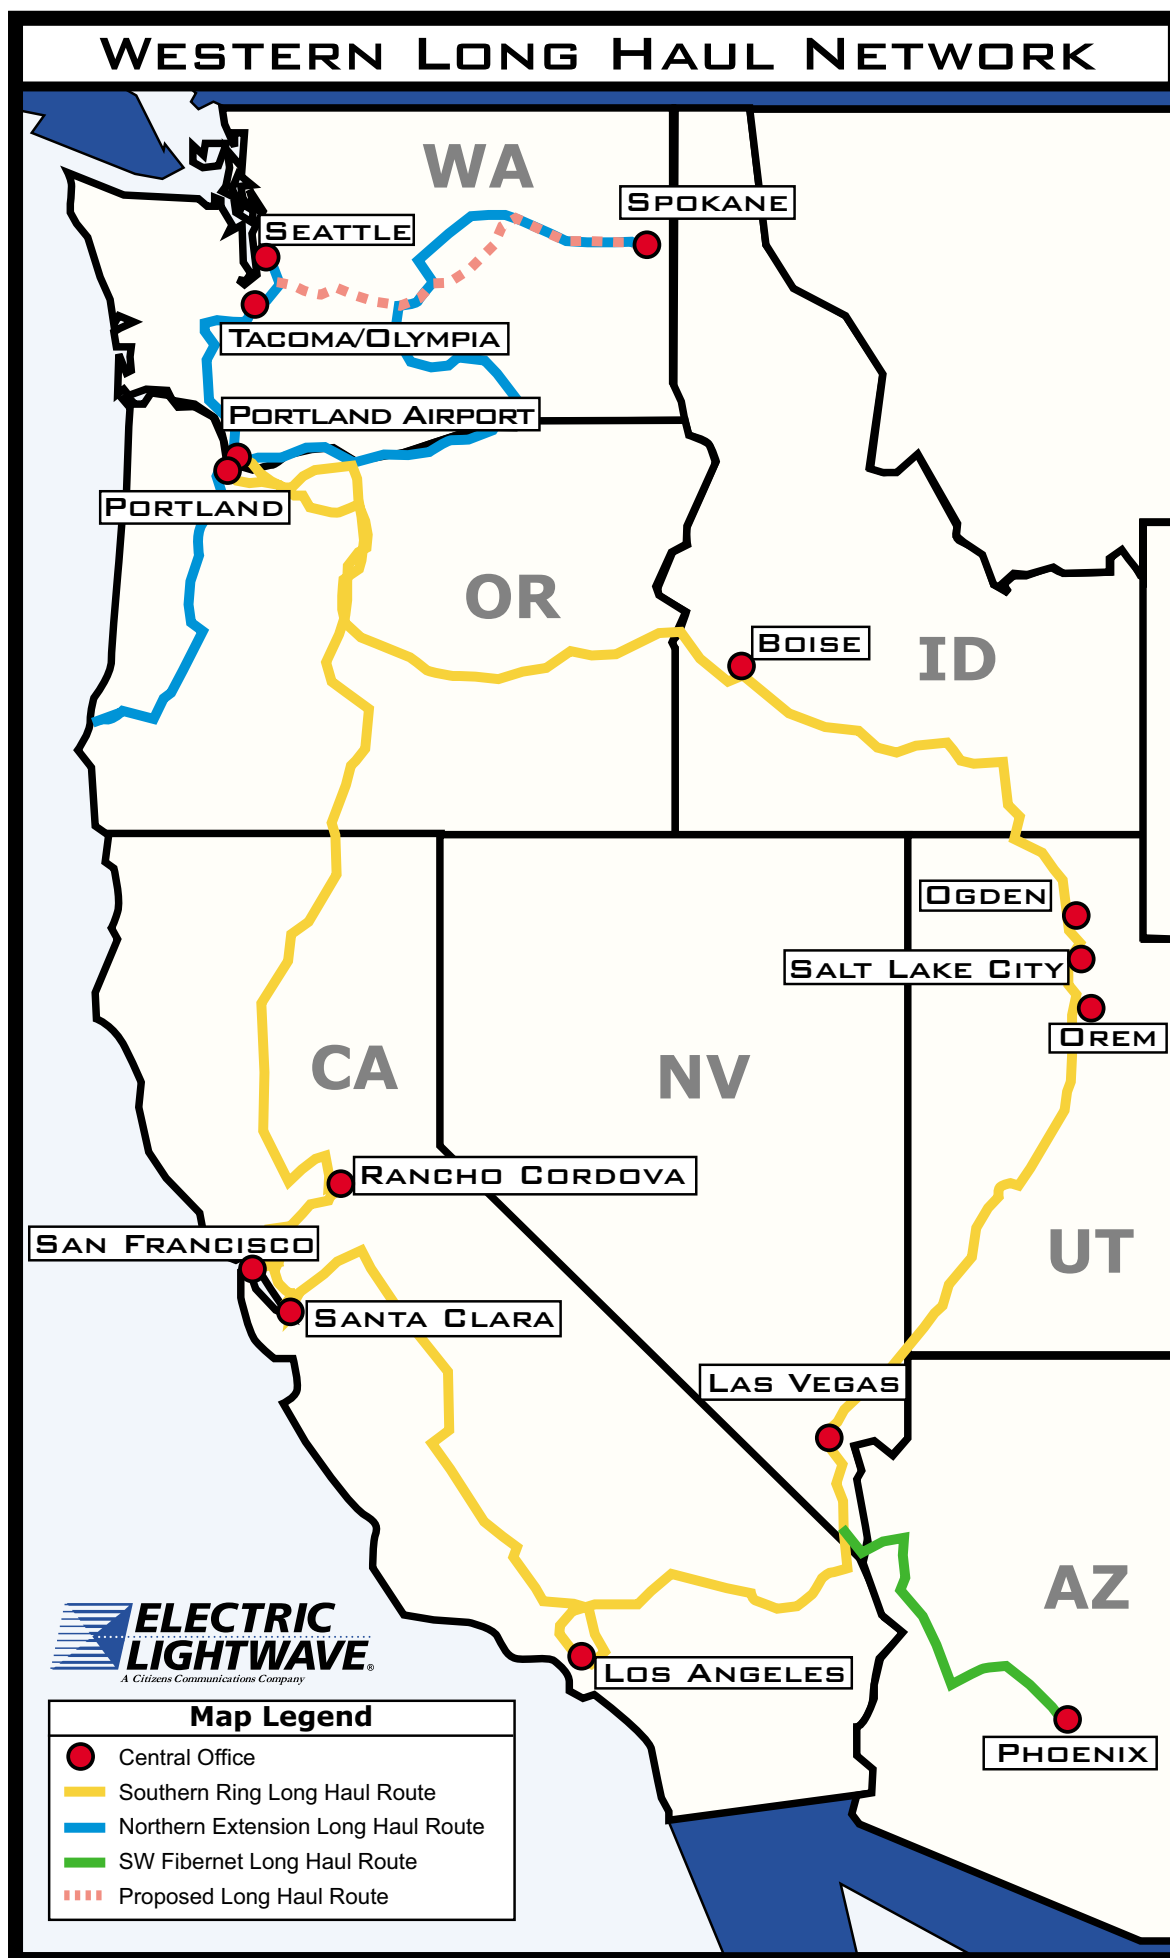 Western Long Haul Network
WA
Spokane
Seattle
Tacoma/Olympia
Portland Airport
Portland
OR
Boise
ID
Ogden
Salt Lake City
Orem
CA
NV
Rancho Cordova
San Francisco
UT
Santa Clara
Las Vegas
AZ
ELECTRIC
LIGHTWAVE®
A Citizens Communications Company
Los Angeles
Phoenix
Map Legend
Central Office
Southern Ring Long Haul Route
Northern Extension Long Haul Route
SW Fibernet Long Haul Route
Proposed Long Haul Route